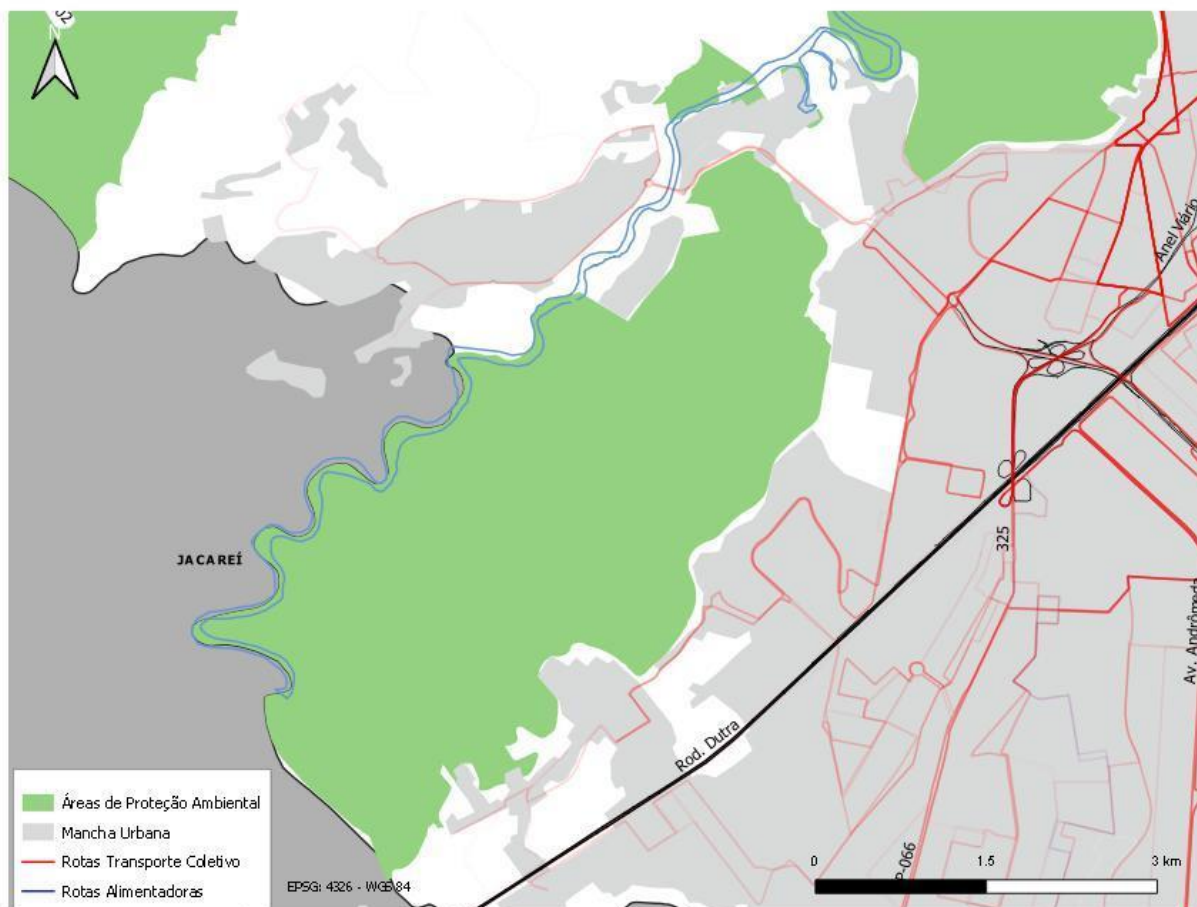 N
Anel Viário
JACAREÍ
325
Av. Andrômeda
Rod. Dutra
Áreas de Proteção Ambiental
Mancha Urbana
Rotas Transporte Coletivo
Rotas Alimentadoras
EPSG: 4326 - WGS 84
P-066
0 1.5 3 km